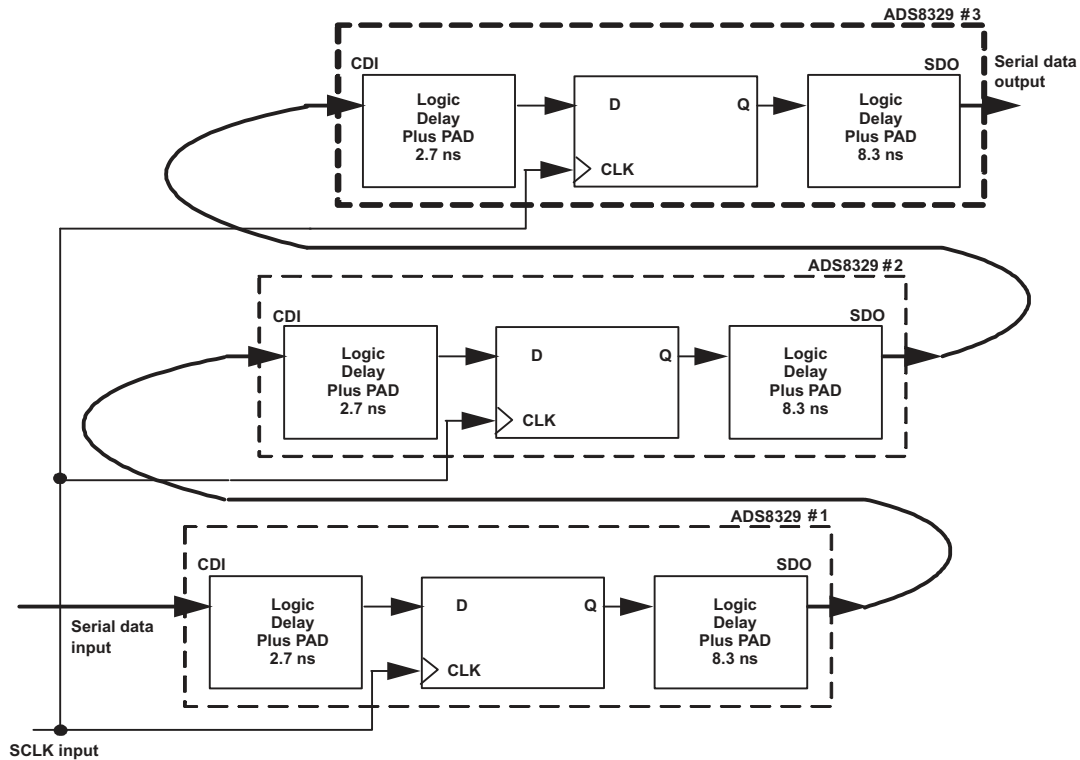 ADS8329 #3
CDI
SDO
Serial data
output
Logic
Delay
Plus PAD
2.7 ns
D
Q
CLK
Logic
Delay
Plus PAD
8.3 ns
ADS8329 #2
CDI
SDO
Logic
Delay
Plus PAD
2.7 ns
D
Q
CLK
Logic
Delay
Plus PAD
8.3 ns
ADS8329 #1
CDI
SDO
Serial data
input
Logic
Delay
Plus PAD
2.7 ns
D
Q
CLK
Logic
Delay
Plus PAD
8.3 ns
SCLK input